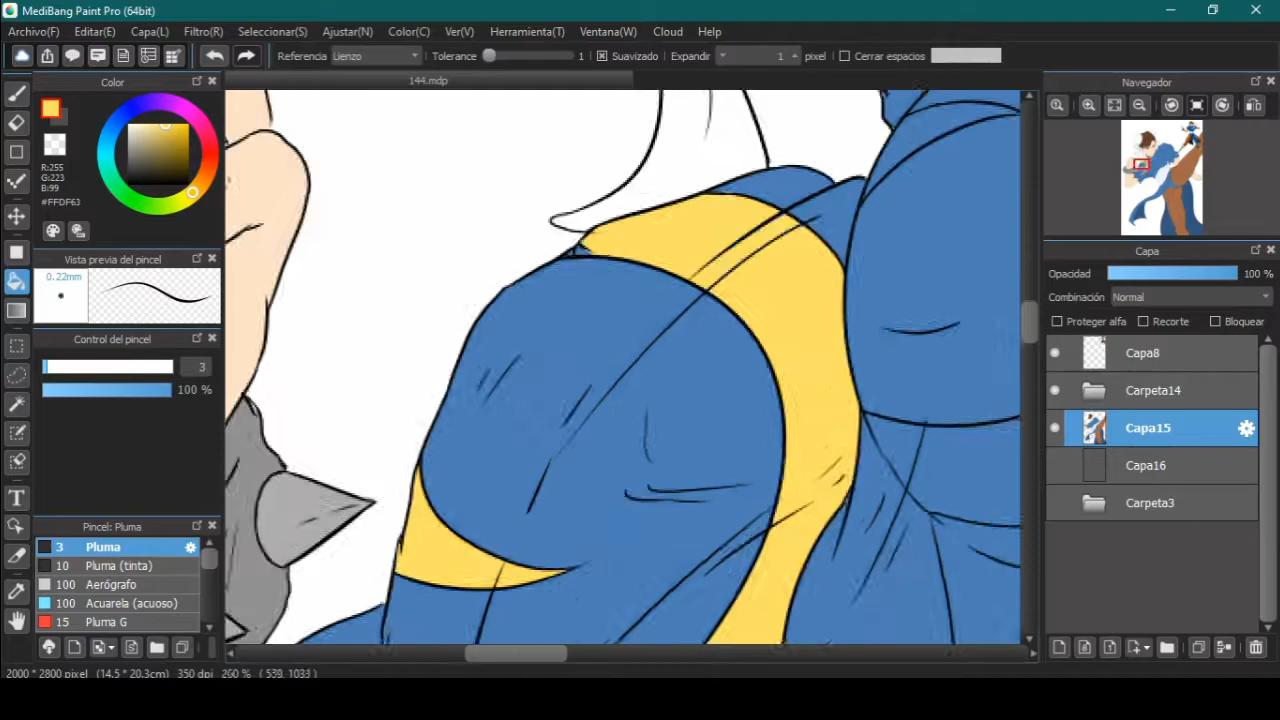 MediBang Paint Pro (64bit)
Archivo(F) Editar(E) Capa(L) Filtro(R) Seleccionar(S) Ajustar(N) Color(C) Ver(V) Herramienta(T) Ventana(W) Cloud Help
Referencia Lienzo Tolerance 1 Suavizado Expandir 1 pixel Cerrar espacios
144.mdp
Color
R:255
G:223
B:99
#FFDF63
Vista previa del pincel
0.22mm
Control del pincel
3
100 %
Pincel: Pluma
3 Pluma
10 Pluma (tinta)
100 Aerógrafo
100 Acuarela (acuoso)
15 Pluma G
Navegador
Capa
Opacidad 100 %
Combinación Normal
Proteger alfa Recorte Bloquear
Capa8
Carpeta14
Capa15
Capa16
Carpeta3
2000 * 2800 pixel (14.5 * 20.3cm) 350 dpi 260 % ( 539, 1033 )